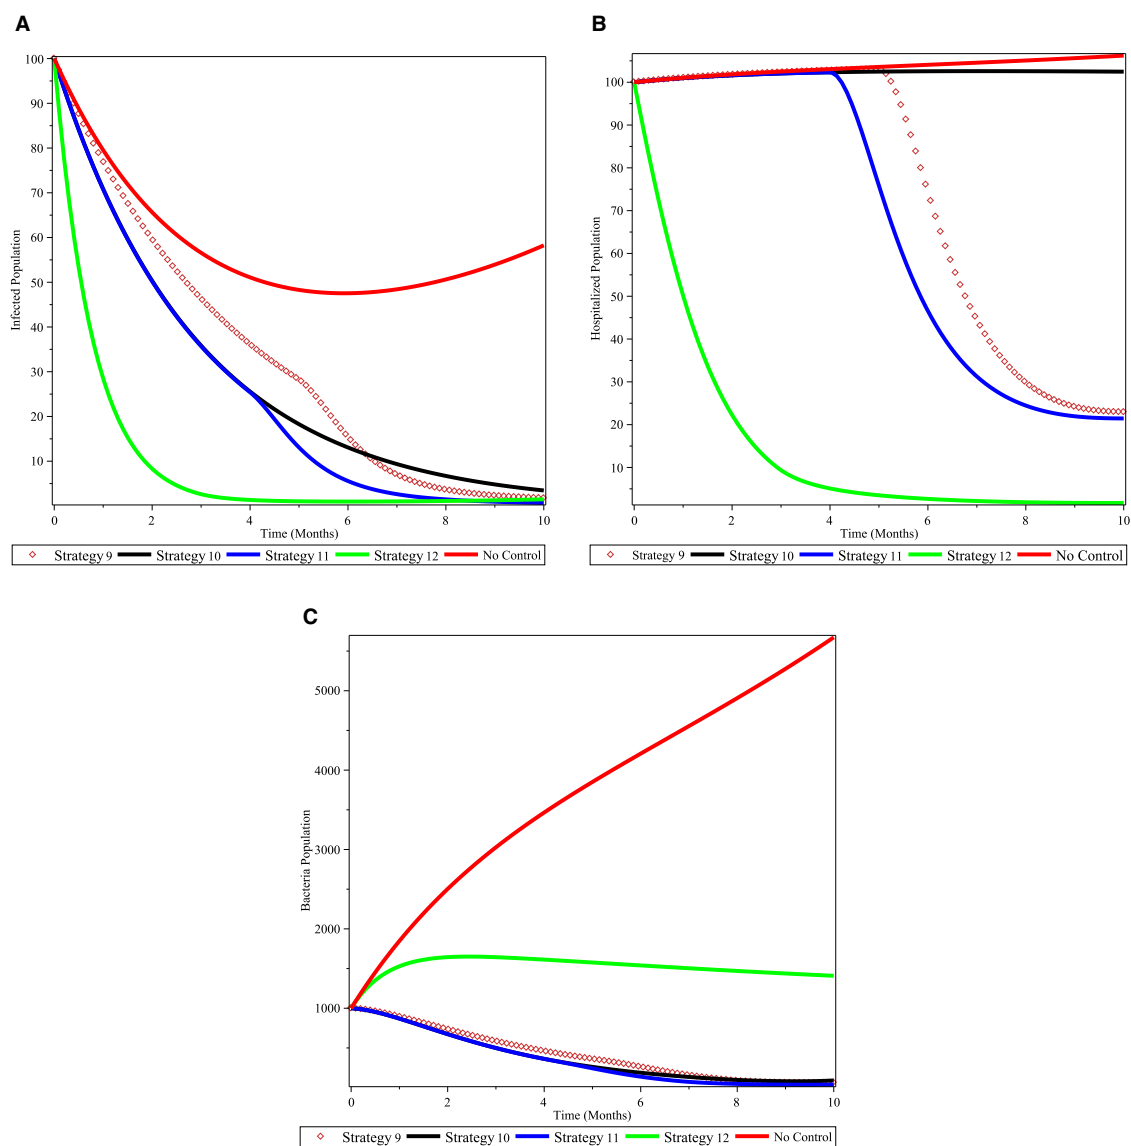 A
100
90
80
70
60
50
40
30
20
10
Infected Population
0 2 4 6 8 10
Time (Months)
Strategy 9 Strategy 10 Strategy 11 Strategy 12 No Control
B
100
90
80
70
60
50
40
30
20
10
Hospitalized Population
0 2 4 6 8 10
Time (Months)
Strategy 9 Strategy 10 Strategy 11 Strategy 12 No Control
C
5000
4000
3000
2000
1000
Bacteria Population
0 2 4 6 8 10
Time (Months)
Strategy 9 Strategy 10 Strategy 11 Strategy 12 No Control